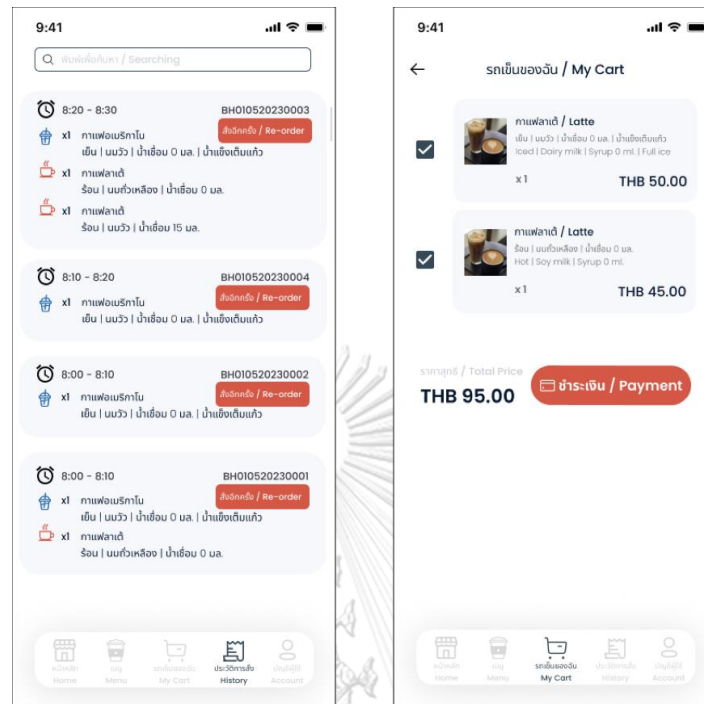 9:41
พิมพ์เพื่อค้นหา / Searching
8:20 - 8:30 BH010520230003
สั่งอีกครั้ง / Re-order
x1 กาแฟอเมริกาโน
เย็น | นมวัว | น้ำเชื่อม 0 มล. | น้ำแข็งเต็มแก้ว
x1 กาแฟลาเต้
ร้อน | นมถั่วเหลือง | น้ำเชื่อม 0 มล.
x1 กาแฟลาเต้
ร้อน | นมวัว | น้ำเชื่อม 15 มล.
8:10 - 8:20 BH010520230004
สั่งอีกครั้ง / Re-order
x1 กาแฟอเมริกาโน
เย็น | นมวัว | น้ำเชื่อม 0 มล. | น้ำแข็งเต็มแก้ว
8:00 - 8:10 BH010520230002
สั่งอีกครั้ง / Re-order
x1 กาแฟอเมริกาโน
เย็น | นมวัว | น้ำเชื่อม 0 มล. | น้ำแข็งเต็มแก้ว
8:00 - 8:10 BH010520230001
สั่งอีกครั้ง / Re-order
x1 กาแฟอเมริกาโน
เย็น | นมวัว | น้ำเชื่อม 0 มล. | น้ำแข็งเต็มแก้ว
x1 กาแฟลาเต้
ร้อน | นมถั่วเหลือง | น้ำเชื่อม 0 มล.
หน้าหลัก เมนู รถเข็นของฉัน ประวัติการสั่ง บัญชีผู้ใช้
Home Menu My Cart History Account
9:41
รถเข็นของฉัน / My Cart
กาแฟลาเต้ / Latte
เย็น | นมวัว | น้ำเชื่อม 0 มล. | น้ำแข็งเต็มแก้ว
Iced | Dairy milk | Syrup 0 ml. | Full ice
x 1 THB 50.00
กาแฟลาเต้ / Latte
ร้อน | นมถั่วเหลือง | น้ำเชื่อม 0 มล.
Hot | Soy milk | Syrup 0 ml.
x 1 THB 45.00
ราคาสุทธิ / Total Price
THB 95.00
ชำระเงิน / Payment
หน้าหลัก เมนู รถเข็นของฉัน ประวัติการสั่ง บัญชีผู้ใช้
Home Menu My Cart History Account